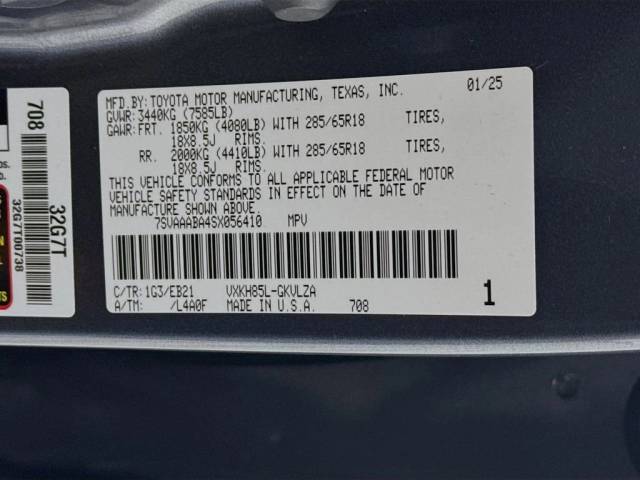 MFD.BY:TOYOTA MOTOR MANUFACTURING, TEXAS, INC. 01/25
GVWR: 3440KG (7585LB)
GAWR: FRT. 1850KG (4080LB) WITH 285/65R18 TIRES,
18X8.5J RIMS.
RR. 2000KG (4410LB) WITH 285/65R18 TIRES,
18X8.5J RIMS.
THIS VEHICLE CONFORMS TO ALL APPLICABLE FEDERAL MOTOR
VEHICLE SAFETY STANDARDS IN EFFECT ON THE DATE OF
MANUFACTURE SHOWN ABOVE
7SVAAABA4SX056410 MPV
C/TR: 1G3/EB21 VXKH85L-GKVLZA
A/TM: /L4A0F MADE IN U.S.A. 708
1
708
32G7T
32G7T00738